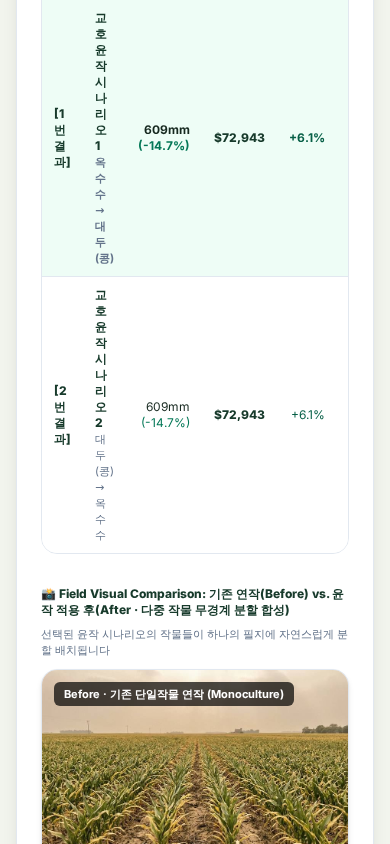 [1
번
결
과]
교
호
윤
작
시
나
리
오
1
옥
수
수
→
대
두
(콩)
609mm
(-14.7%)
$72,943
+6.1%
[2
번
결
과]
교
호
윤
작
시
나
리
오
2
대
두
(콩)
→
옥
수
수
609mm
(-14.7%)
$72,943
+6.1%
📸 Field Visual Comparison: 기존 연작(Before) vs. 윤
작 적용 후(After · 다중 작물 무경계 분할 합성)
선택된 윤작 시나리오의 작물들이 하나의 필지에 자연스럽게 분
할 배치됩니다
Before · 기존 단일작물 연작 (Monoculture)